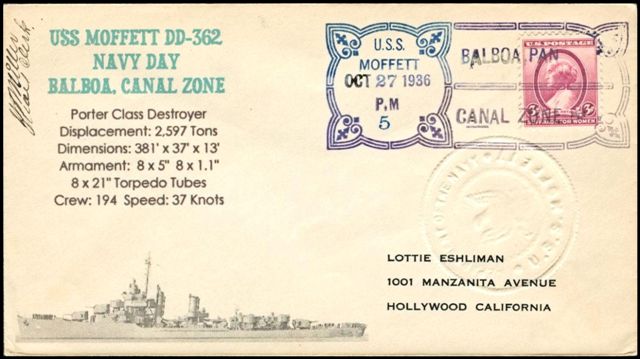 USS MOFFETT DD-362
NAVY DAY
BALBOA, CANAL ZONE
Porter Class Destroyer
Displacement: 2,597 Tons
Dimensions: 381' x 37' x 13'
Armament: 8 x 5" 8 x 1.1"
8 x 21" Torpedo Tubes
Crew: 194 Speed: 37 Knots
U.S.S.
MOFFETT
OCT 27 1936
P.M
5
BALBOA PAN
CANAL ZONE
U.S. POSTAGE
3¢ 3¢
FOR WOMEN
LOTTIE ESHLIMAN
1001 MANZANITA AVENUE
HOLLYWOOD CALIFORNIA